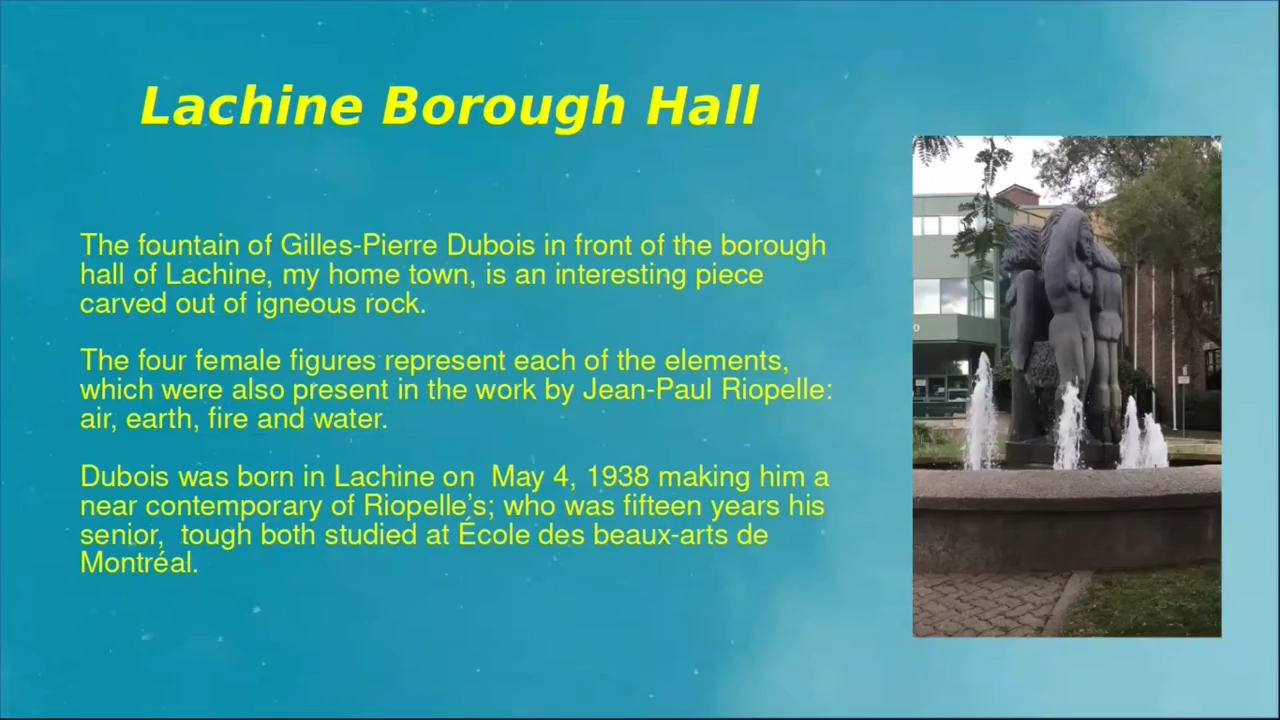 Lachine Borough Hall
The fountain of Gilles-Pierre Dubois in front of the borough
hall of Lachine, my home town, is an interesting piece
carved out of igneous rock.
The four female figures represent each of the elements,
which were also present in the work by Jean-Paul Riopelle:
air, earth, fire and water.
Dubois was born in Lachine on  May 4, 1938 making him a
near contemporary of Riopelle’s; who was fifteen years his
senior,  tough both studied at École des beaux-arts de
Montréal.